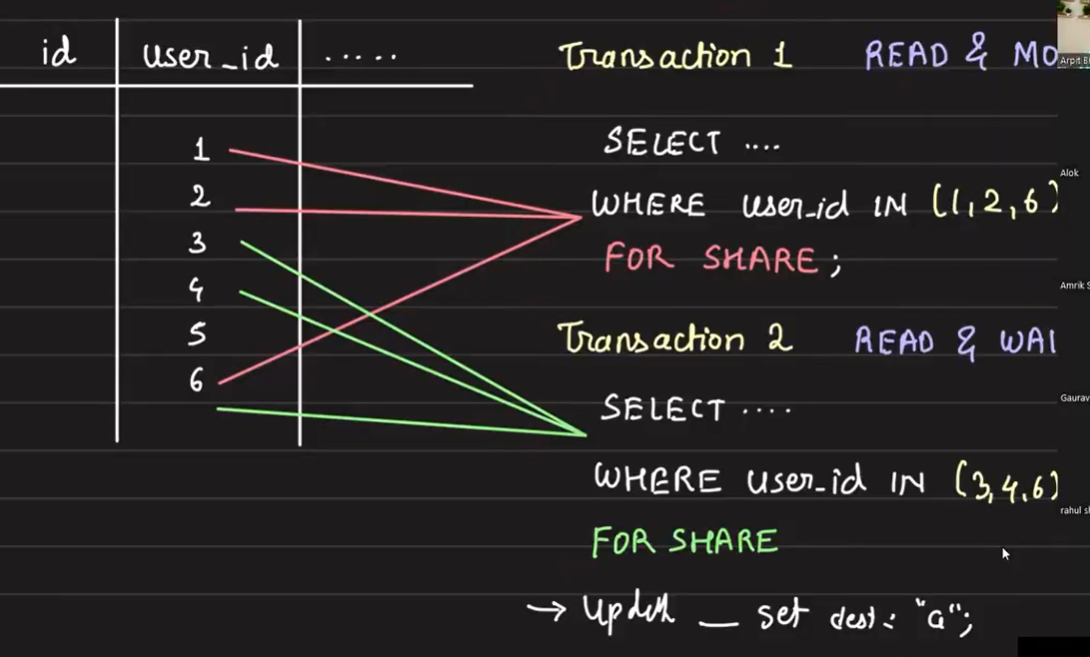 id user_id .....
1
2
3
4
5
6
Transaction 1 READ & MO
SELECT ....
WHERE user_id IN (1,2,6)
FOR SHARE;
Transaction 2 READ & WAI
SELECT ....
WHERE user_id IN (3,4,6)
FOR SHARE
→ set dest: "a";
Arpit B
Alok
Amrik S
Gaurav
rahul s